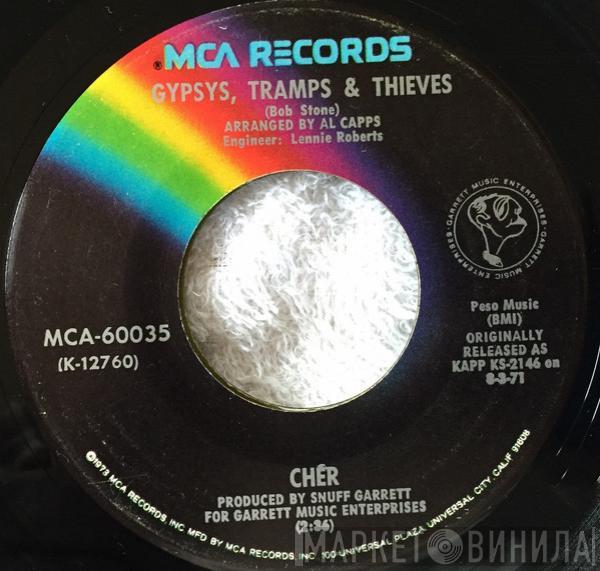 ®MCA RECORDS
GYPSYS, TRAMPS & THIEVES
(Bob Stone)
ARRANGED BY AL CAPPS
Engineer: Lennie Roberts
GARRETT MUSIC ENTERPRISES · GARRETT MUSIC ENTERPRISES ·
Peso Music
(BMI)
ORIGINALLY
RELEASED AS
KAPP KS-2146 on
8-3-71
MCA-60035
(K-12760)
CHÉR
PRODUCED BY SNUFF GARRETT
FOR GARRETT MUSIC ENTERPRISES
(2:36)
©1973 MCA RECORDS, INC. MFD BY MCA RECORDS, INC. 100 UNIVERSAL PLAZA, UNIVERSAL CITY, CALIF. 91608
МАРКЕТ ВИНИЛА